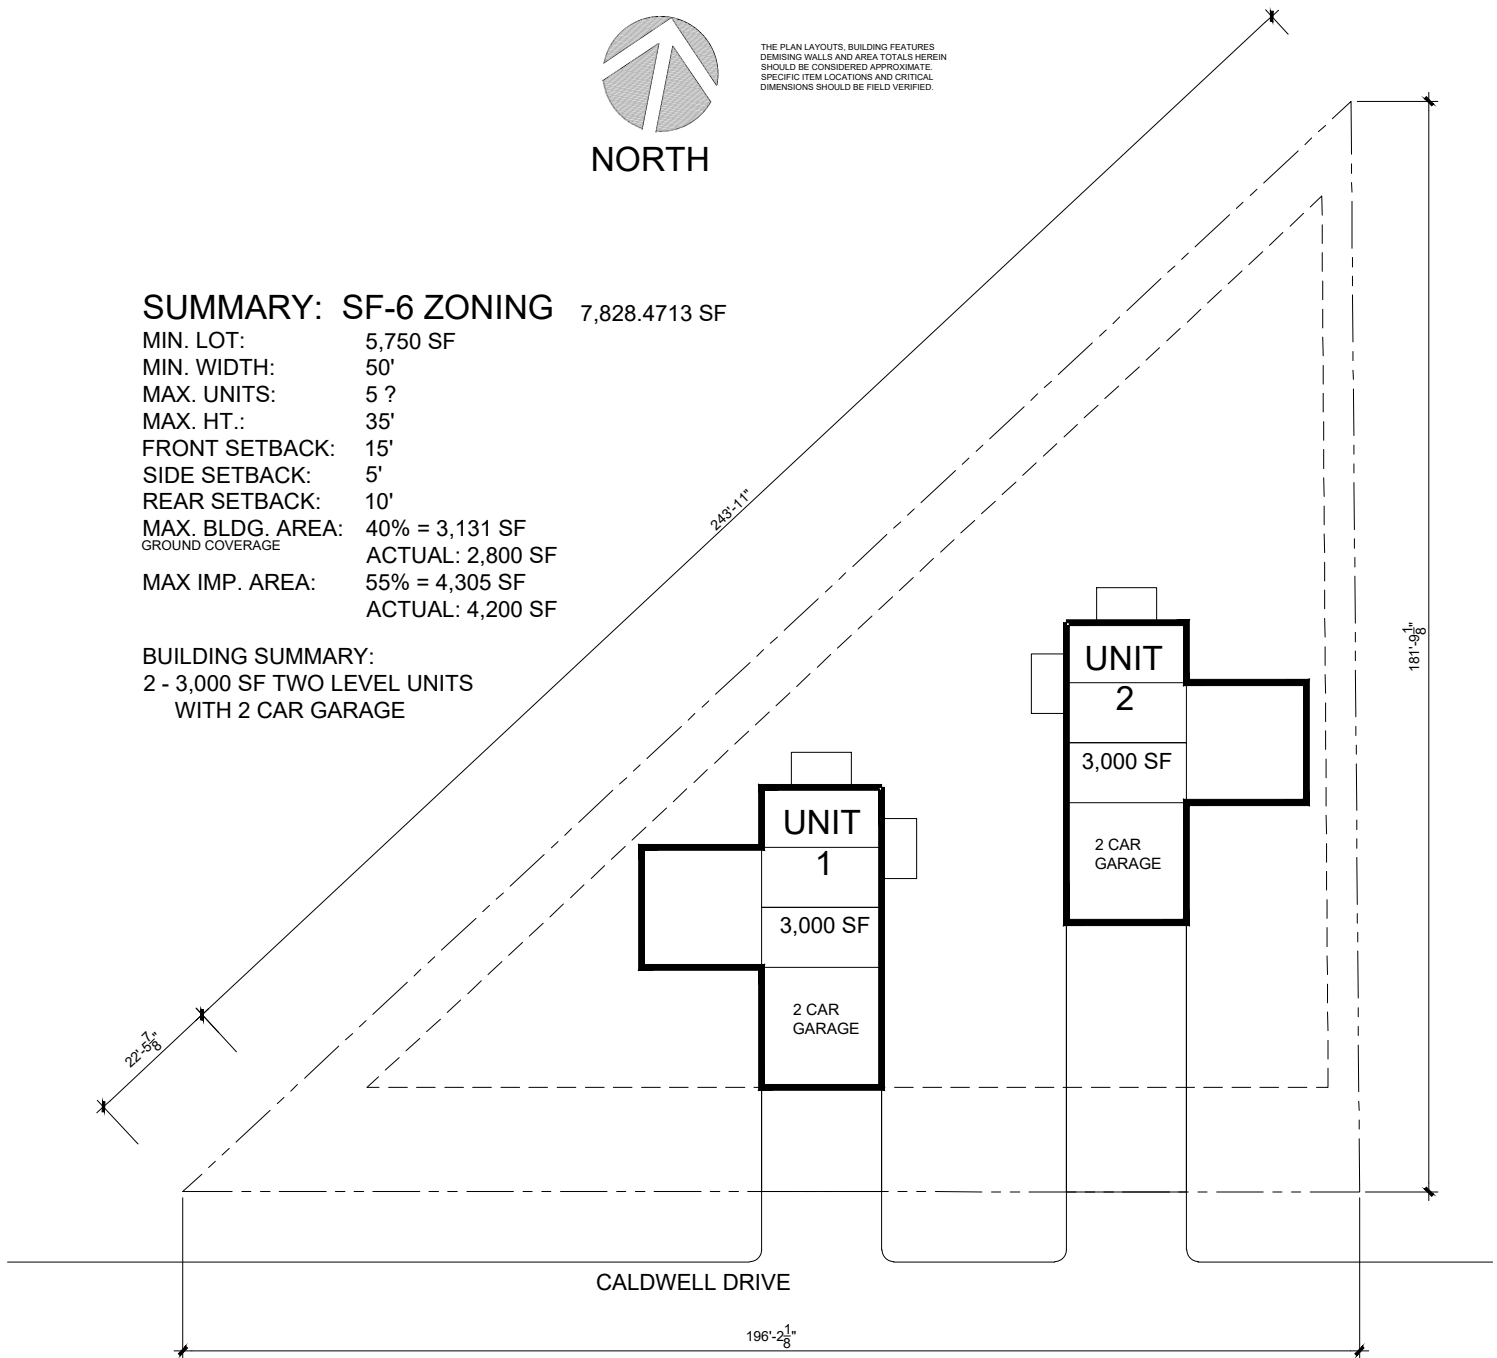 THE PLAN LAYOUTS, BUILDING FEATURES
DEMISING WALLS AND AREA TOTALS HEREIN
SHOULD BE CONSIDERED APPROXIMATE.
SPECIFIC ITEM LOCATIONS AND CRITICAL
DIMENSIONS SHOULD BE FIELD VERIFIED.
NORTH
SUMMARY: SF-6 ZONING 7,828.4713 SF
MIN. LOT: 5,750 SF
MIN. WIDTH: 50'
MAX. UNITS: 5 ?
MAX. HT.: 35'
FRONT SETBACK: 15'
SIDE SETBACK: 5'
REAR SETBACK: 10'
MAX. BLDG. AREA: 40% = 3,131 SF
GROUND COVERAGE
ACTUAL: 2,800 SF
MAX IMP. AREA: 55% = 4,305 SF
ACTUAL: 4,200 SF
BUILDING SUMMARY:
2 - 3,000 SF TWO LEVEL UNITS
WITH 2 CAR GARAGE
243'-11"
181'-9 1/8"
22'-5 7/8"
UNIT
2
3,000 SF
2 CAR
GARAGE
UNIT
1
3,000 SF
2 CAR
GARAGE
CALDWELL DRIVE
196'-2 1/8"